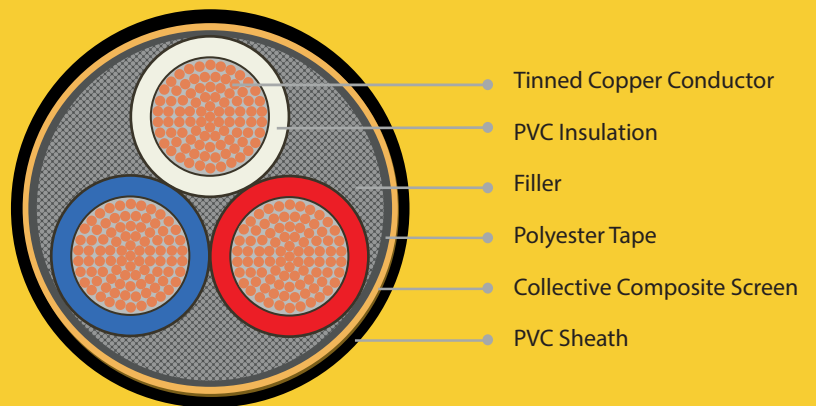 Tinned Copper Conductor
PVC Insulation
Filler
Polyester Tape
Collective Composite Screen
PVC Sheath